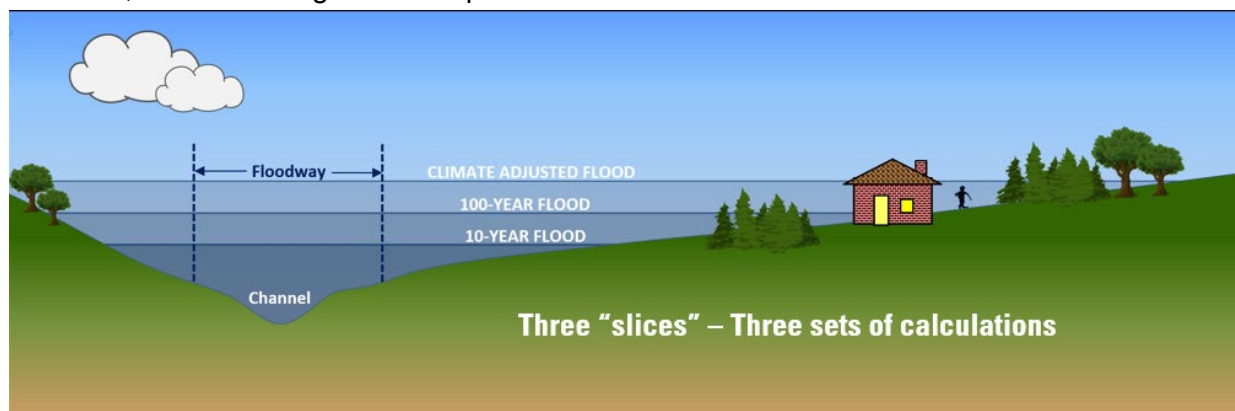 Floodway
CLIMATE ADJUSTED FLOOD
100-YEAR FLOOD
10-YEAR FLOOD
Channel
Three “slices” – Three sets of calculations